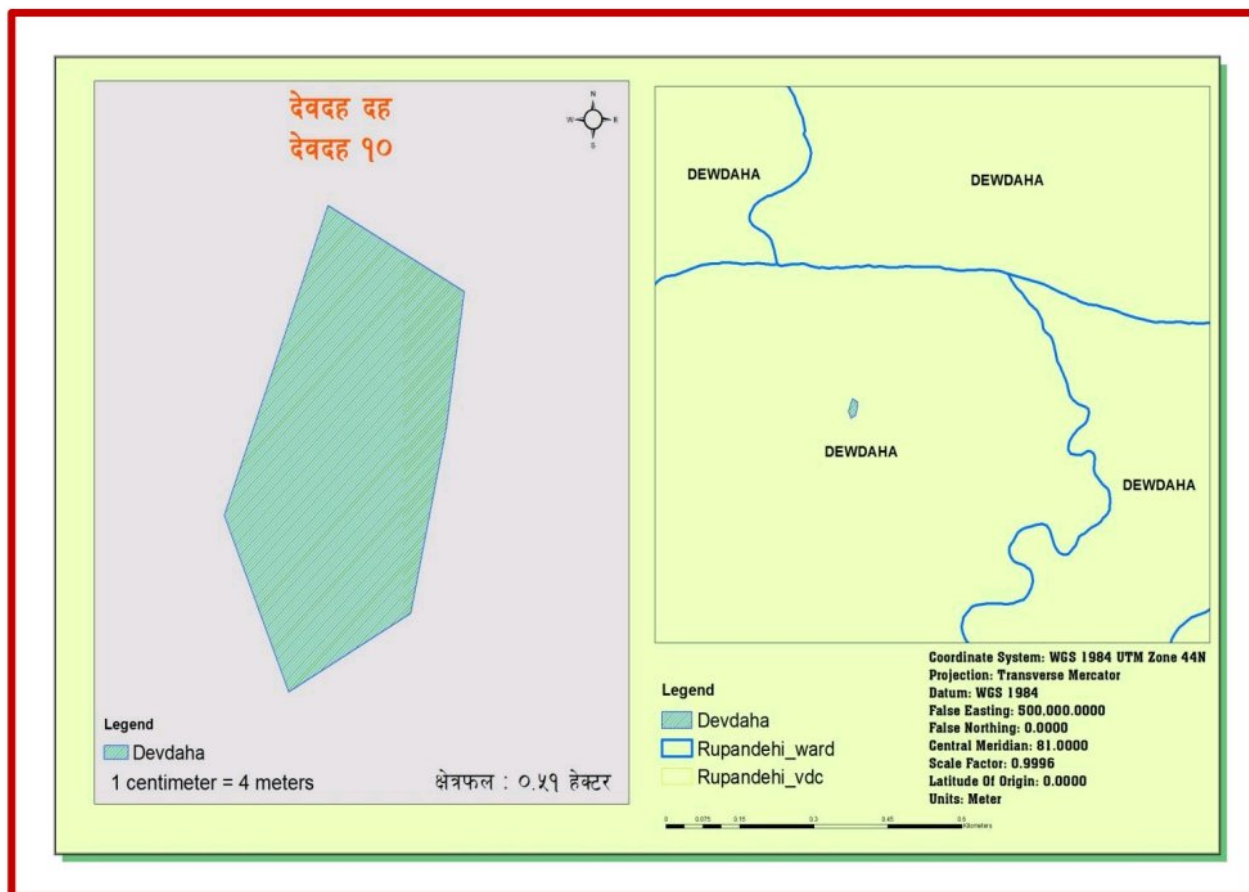 देवदह दह
देवदह १०
N
W E
S
Legend
Devdaha
1 centimeter = 4 meters
क्षेत्रफल : ०.५१ हेक्टर
DEWDAHA
DEWDAHA
DEWDAHA
DEWDAHA
Legend
Devdaha
Rupandehi_ward
Rupandehi_vdc
Coordinate System: WGS 1984 UTM Zone 44N
Projection: Transverse Mercator
Datum: WGS 1984
False Easting: 500,000.0000
False Northing: 0.0000
Central Meridian: 81.0000
Scale Factor: 0.9996
Latitude Of Origin: 0.0000
Units: Meter
0 0.075 0.15 0.3 0.45 0.6
Kilometers